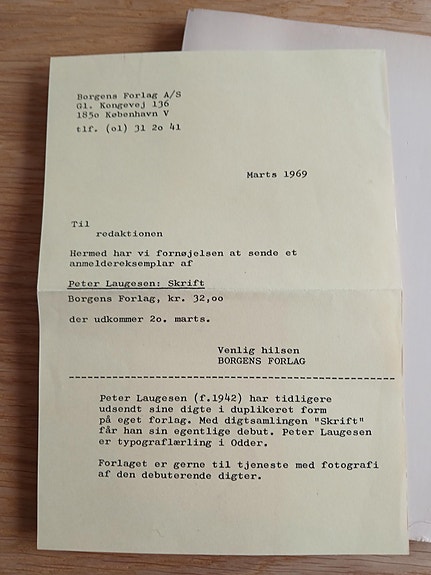 Borgens Forlag A/S
Gl. Kongevej 136
185o København V
tlf. (o1) 31 2o 41
Marts 1969
Til
redaktionen
Hermed har vi fornøjelsen at sende et
anmeldereksemplar af
Peter Laugesen: Skrift
Borgens Forlag, kr. 32,oo
der udkommer 2o. marts.
Venlig hilsen
BORGENS FORLAG
Peter Laugesen (f.1942) har tidligere
udsendt sine digte i duplikeret form
på eget forlag. Med digtsamlingen "Skrift"
får han sin egentlige debut. Peter Laugesen
er typograflærling i Odder.
Forlaget er gerne til tjeneste med fotografi
af den debuterende digter.